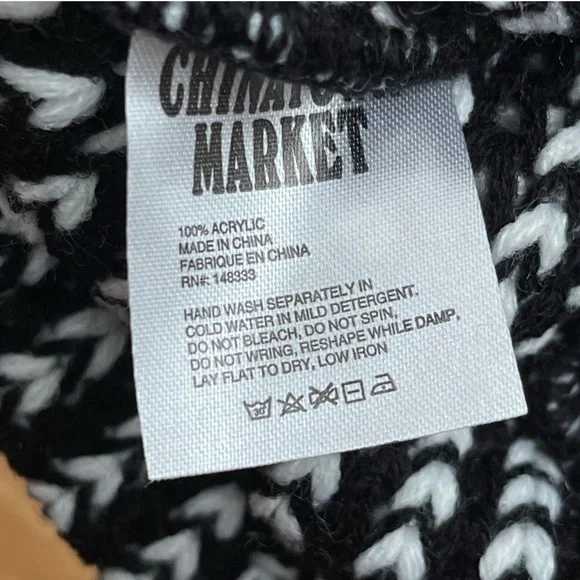 MARKET
100% ACRYLIC
MADE IN CHINA
FABRIQUE EN CHINA
RN#: 148333
HAND WASH SEPARATELY IN
COLD WATER IN MILD DETERGENT.
DO NOT BLEACH, DO NOT SPIN,
DO NOT WRING, RESHAPE WHILE DAMP,
LAY FLAT TO DRY, LOW IRON
30